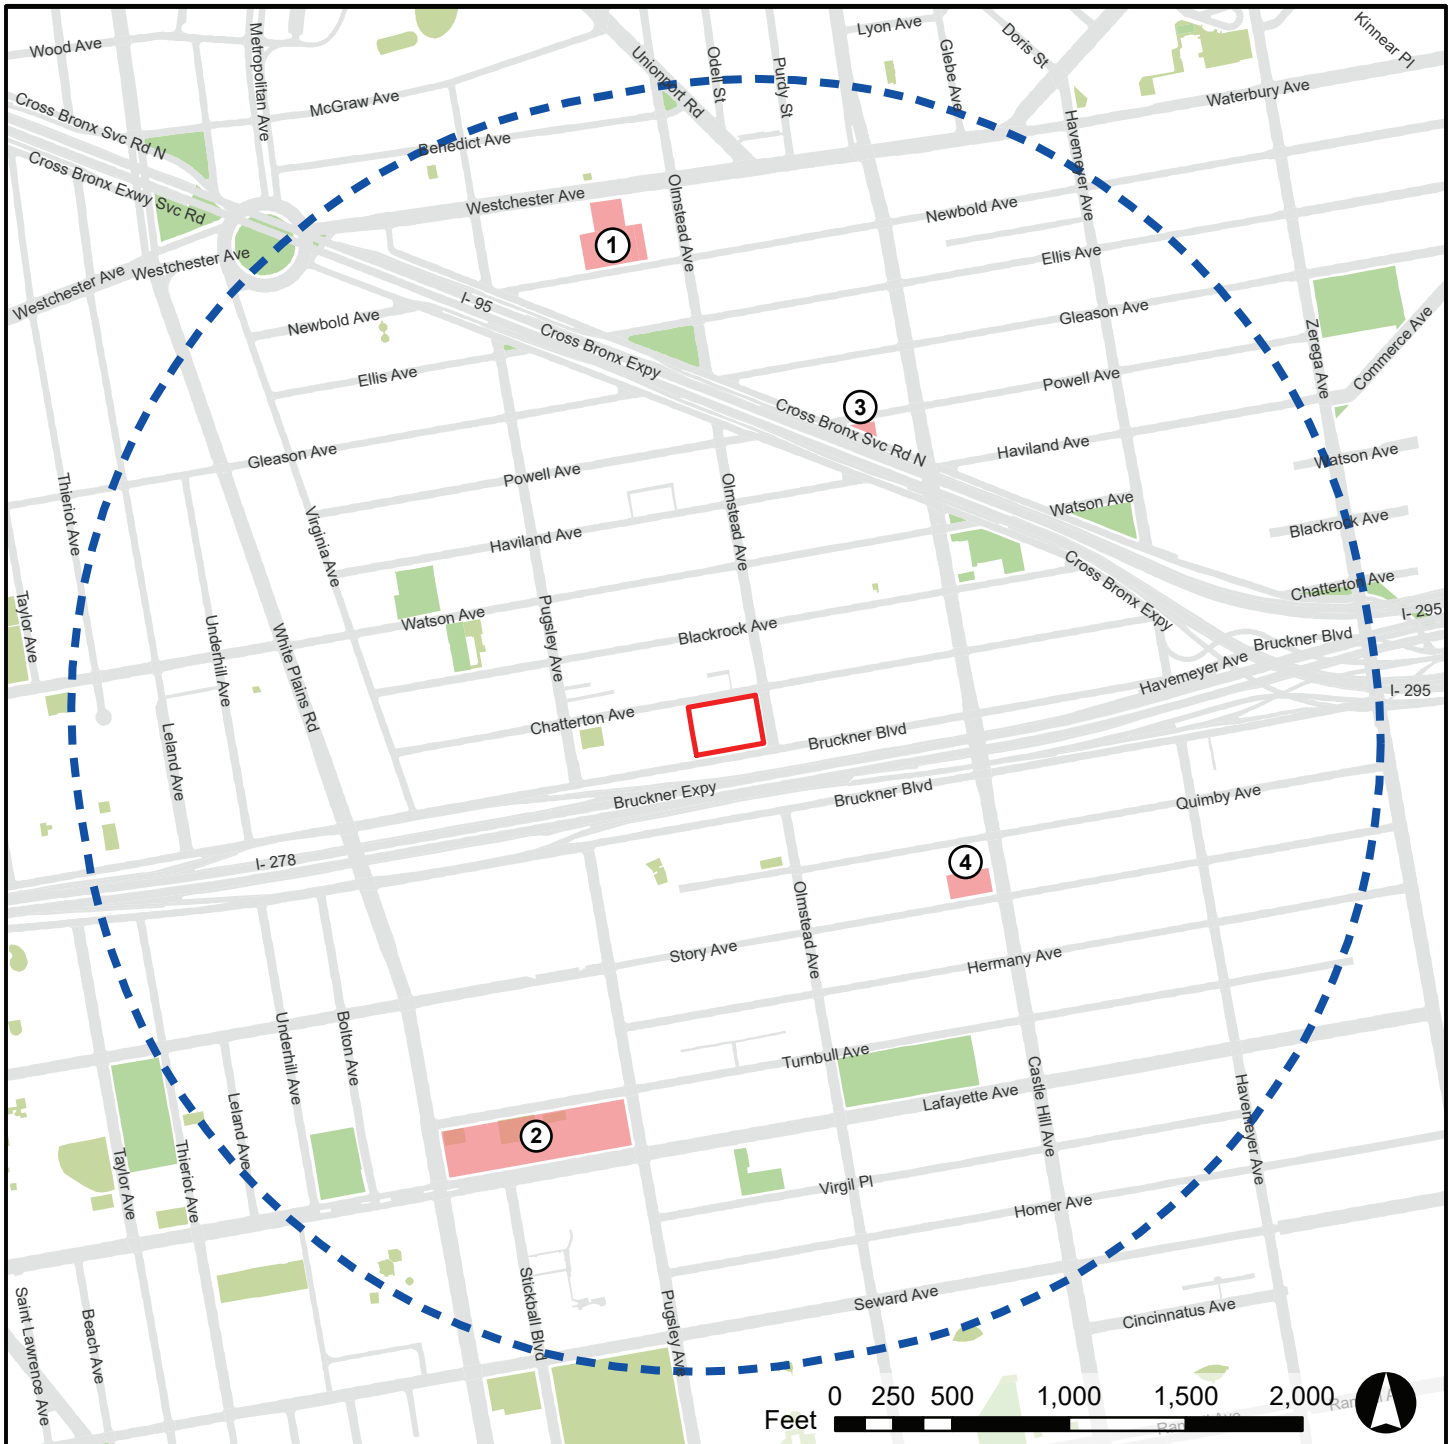 Wood Ave
Metropolitan Ave
McGraw Ave
Unionport Rd
Odell St
Purdy St
Lyon Ave
Glebe Ave
Doris St
Kinnear Pl
Waterbury Ave
Cross Bronx Svc Rd N
Cross Bronx Exwy Svc Rd
Benedict Ave
Havemeyer Ave
Westchester Ave
Olmstead Ave
Newbold Ave
Westchester Ave
Westchester Ave
1
Ellis Ave
I- 95
Newbold Ave
Cross Bronx Expy
Gleason Ave
Zerega Ave
Commerce Ave
Ellis Ave
Powell Ave
3
Cross Bronx Svc Rd N
Gleason Ave
Haviland Ave
Watson Ave
Thieriot Ave
Powell Ave
Olmstead Ave
Virginia Ave
Watson Ave
Haviland Ave
Blackrock Ave
Cross Bronx Expy
Chatterton Ave
I- 295
Taylor Ave
Underhill Ave
White Plains Rd
Watson Ave
Pugsley Ave
Blackrock Ave
Bruckner Blvd
Havemeyer Ave
I- 295
Chatterton Ave
Leland Ave
Bruckner Blvd
Bruckner Expy
Bruckner Blvd
Quimby Ave
I- 278
4
Olmstead Ave
Story Ave
Hermany Ave
Underhill Ave
Bolton Ave
Turnbull Ave
Castle Hill Ave
Lafayette Ave
Havemeyer Ave
Leland Ave
2
Taylor Ave
Thieriot Ave
Virgil Pl
Homer Ave
Saint Lawrence Ave
Beach Ave
Stickball Blvd
Pugsley Ave
Seward Ave
Cincinnatus Ave
0 250 500 1,000 1,500 2,000
Feet